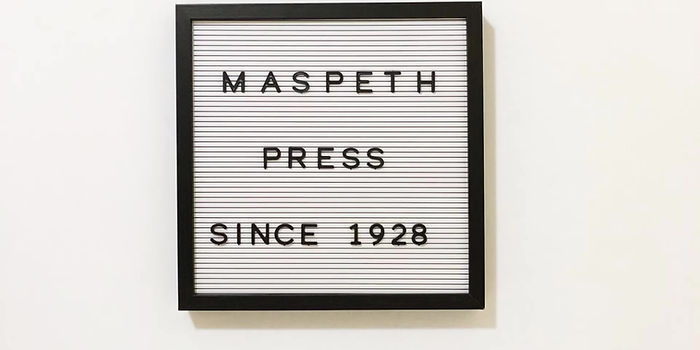 MASPETH
PRESS
SINCE 1928